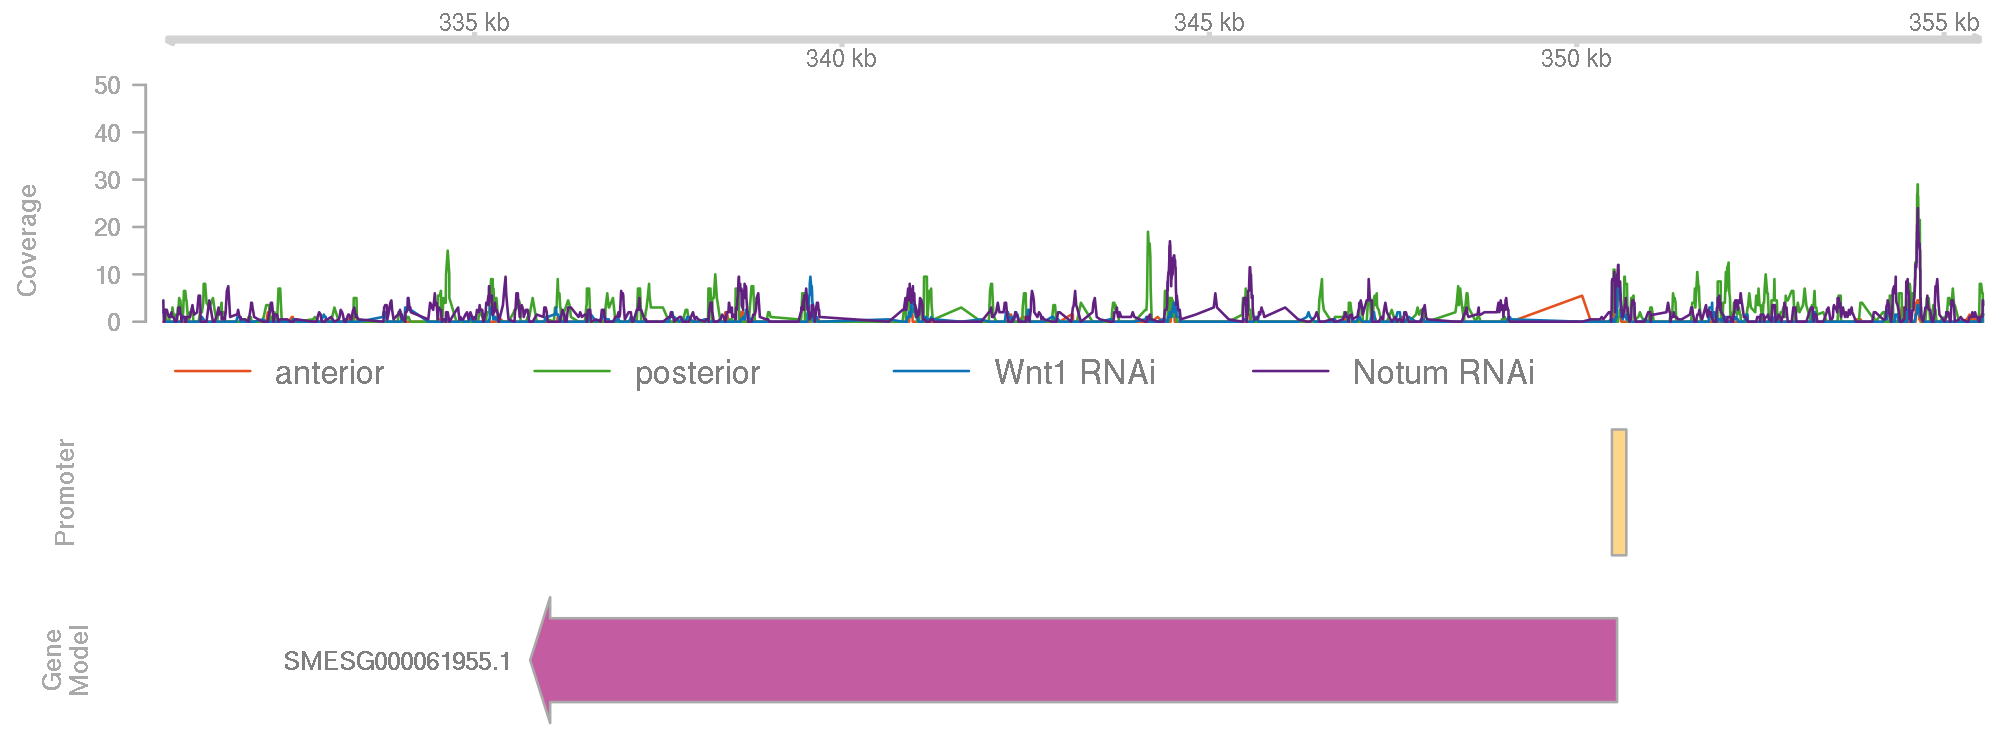 335 kb
345 kb
355 kb
340 kb
350 kb
50
40
30
20
10
0
Coverage
anterior
posterior
Wnt1 RNAi
Notum RNAi
Promoter
Gene
Model
SMESG000061955.1